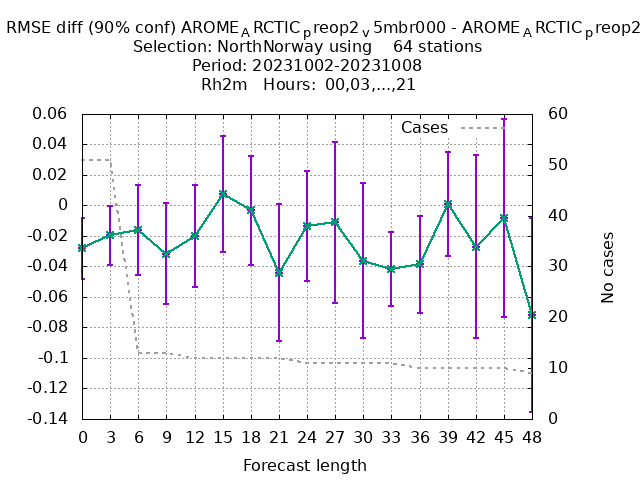 RMSE diff (90% conf) AROME_ARCTIC_preop2_v5mbr000 - AROME_ARCTIC_preop2
Selection: NorthNorway using 64 stations
Period: 20231002-20231008
Rh2m Hours: 00,03,...,21
Cases
0.06
0.04
0.02
0
-0.02
-0.04
-0.06
-0.08
-0.1
-0.12
-0.14
60
50
40
30
20
10
0
No cases
0 3 6 9 12 15 18 21 24 27 30 33 36 39 42 45 48
Forecast length